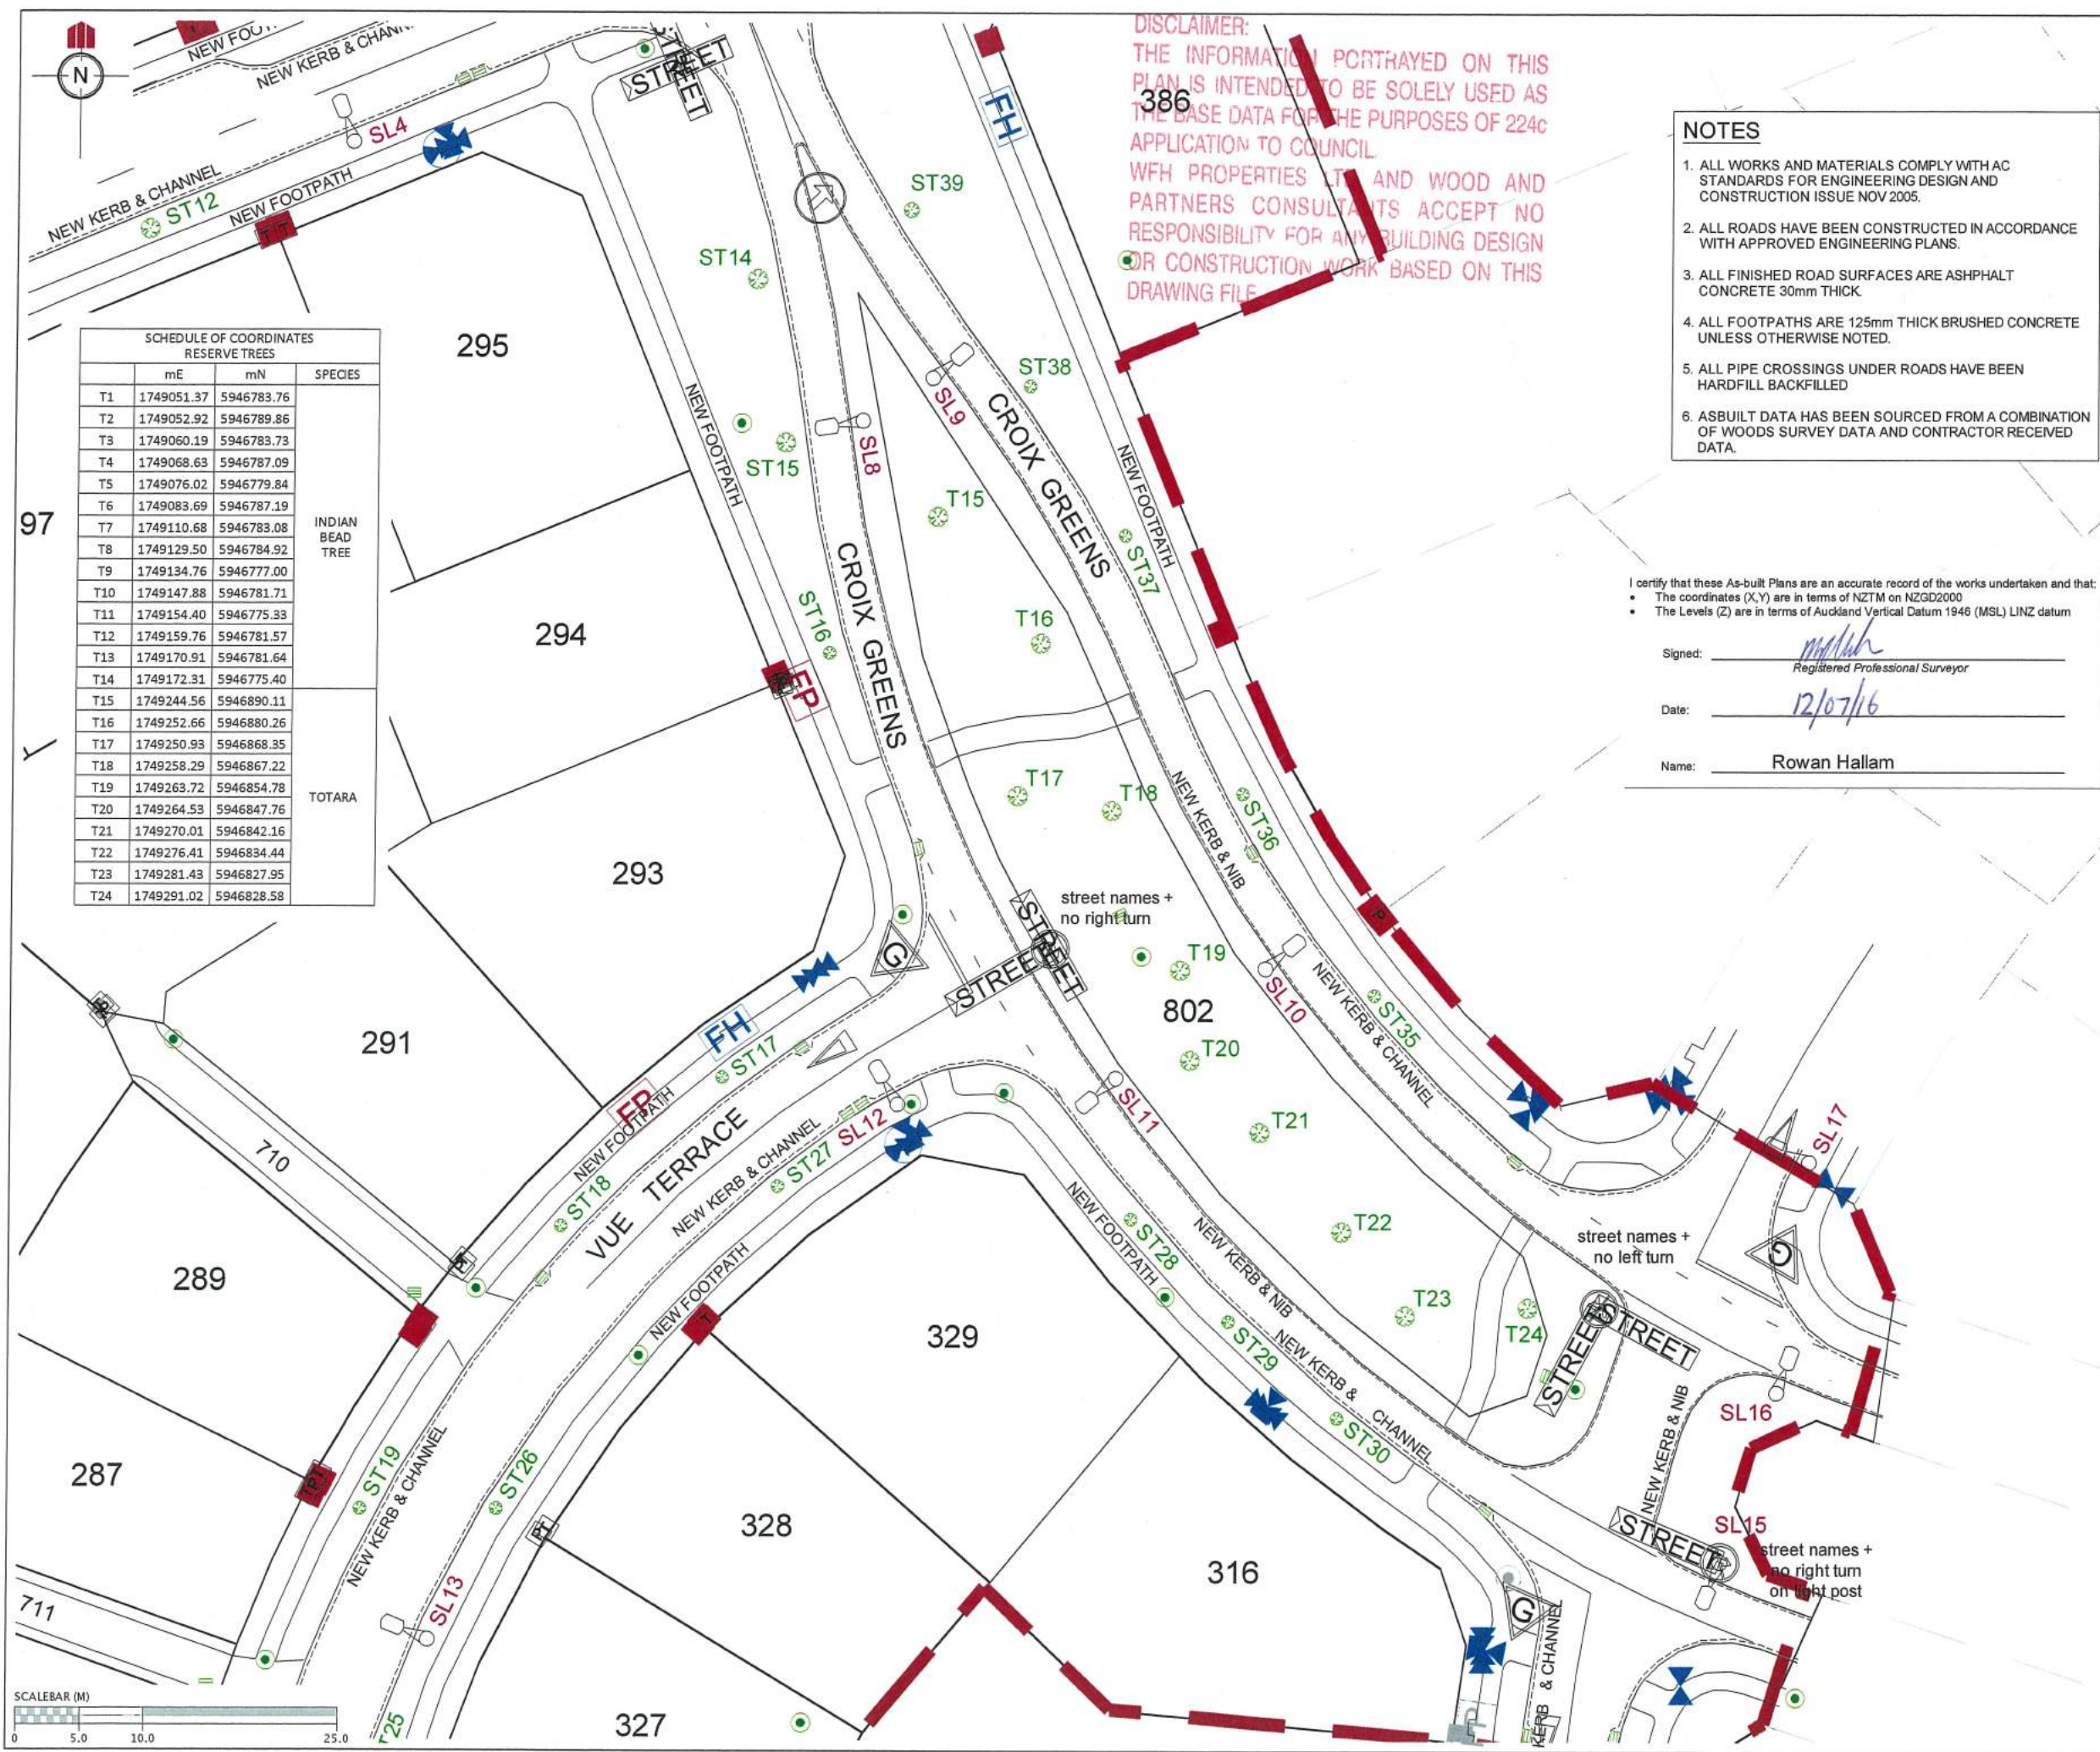 DISCLAIMER:
THE INFORMATION PORTRAYED ON THIS
PLAN IS INTENDED TO BE SOLELY USED AS
THE BASE DATA FOR THE PURPOSES OF 224c
APPLICATION TO COUNCIL.
WFH PROPERTIES LTD AND WOOD AND
PARTNERS CONSULTANTS ACCEPT NO
RESPONSIBILITY FOR ANY BUILDING DESIGN
OR CONSTRUCTION WORK BASED ON THIS
DRAWING FILE
386
NOTES
1. ALL WORKS AND MATERIALS COMPLY WITH AC
STANDARDS FOR ENGINEERING DESIGN AND
CONSTRUCTION ISSUE NOV 2005.
2. ALL ROADS HAVE BEEN CONSTRUCTED IN ACCORDANCE
WITH APPROVED ENGINEERING PLANS.
3. ALL FINISHED ROAD SURFACES ARE ASHPHALT
CONCRETE 30mm THICK.
4. ALL FOOTPATHS ARE 125mm THICK BRUSHED CONCRETE
UNLESS OTHERWISE NOTED.
5. ALL PIPE CROSSINGS UNDER ROADS HAVE BEEN
HARDFILL BACKFILLED
6. ASBUILT DATA HAS BEEN SOURCED FROM A COMBINATION
OF WOODS SURVEY DATA AND CONTRACTOR RECEIVED
DATA.
I certify that these As-built Plans are an accurate record of the works undertaken and that:
• The coordinates (X,Y) are in terms of NZTM on NZGD2000
• The Levels (Z) are in terms of Auckland Vertical Datum 1946 (MSL) LINZ datum
Signed:
Registered Professional Surveyor
Date: 12/07/16
Name: Rowan Hallam
SCHEDULE OF COORDINATES
RESERVE TREES
mE mN SPECIES
T1 1749051.37 5946783.76
T2 1749052.92 5946789.86
T3 1749060.19 5946783.73
T4 1749068.63 5946787.09
T5 1749076.02 5946779.84
T6 1749083.69 5946787.19
T7 1749110.68 5946783.08
T8 1749129.50 5946784.92
T9 1749134.76 5946777.00
T10 1749147.88 5946781.71
T11 1749154.40 5946775.33
T12 1749159.76 5946781.57
T13 1749170.91 5946781.64
T14 1749172.31 5946775.40
INDIAN
BEAD
TREE
T15 1749244.56 5946890.11
T16 1749252.66 5946880.26
T17 1749250.93 5946868.35
T18 1749258.29 5946867.22
T19 1749263.72 5946854.78
T20 1749264.53 5946847.76
T21 1749270.01 5946842.16
T22 1749276.41 5946834.44
T23 1749281.43 5946827.95
T24 1749291.02 5946828.58
TOTARA
N
NEW KERB & CHANN
NEW KERB & CHANNEL
NEW FOOTPATH
SL4
ST12
STREET
STREET
FH
ST39
ST14
ST38
295
NEW FOOTPATH
ST15
SL8
SL9
CROIX GREENS
NEW FOOTPATH
T15
ST37
97
294
ST16
CROIX GREENS
T16
FP
T17
T18
NEW KERB & NIB
ST36
293
street names +
no right turn
STREET
STREET
G
P
T19
802
SL10
NEW KERB & CHANNEL
ST35
T20
291
FH
ST17
FP
NEW FOOTPATH
VUE TERRACE
NEW KERB & CHANNEL
SL12
ST27
SL11
T21
SL17
710
ST18
NEW FOOTPATH
ST28
NEW KERB & NIB
T22
street names +
no left turn
G
289
NEW FOOTPATH
T
329
ST29
NEW KERB &
CHANNEL
T23
T24
STREET
STREET
SL16
NEW KERB & NIB
ST30
287
TPT
ST19
NEW KERB & CHANNEL
ST26
PT
328
316
STREET
SL15
street names +
no right turn
on light post
G
KERB & CHANNEL
711
SL13
327
SCALEBAR (M)
0 5.0 10.0 25.0